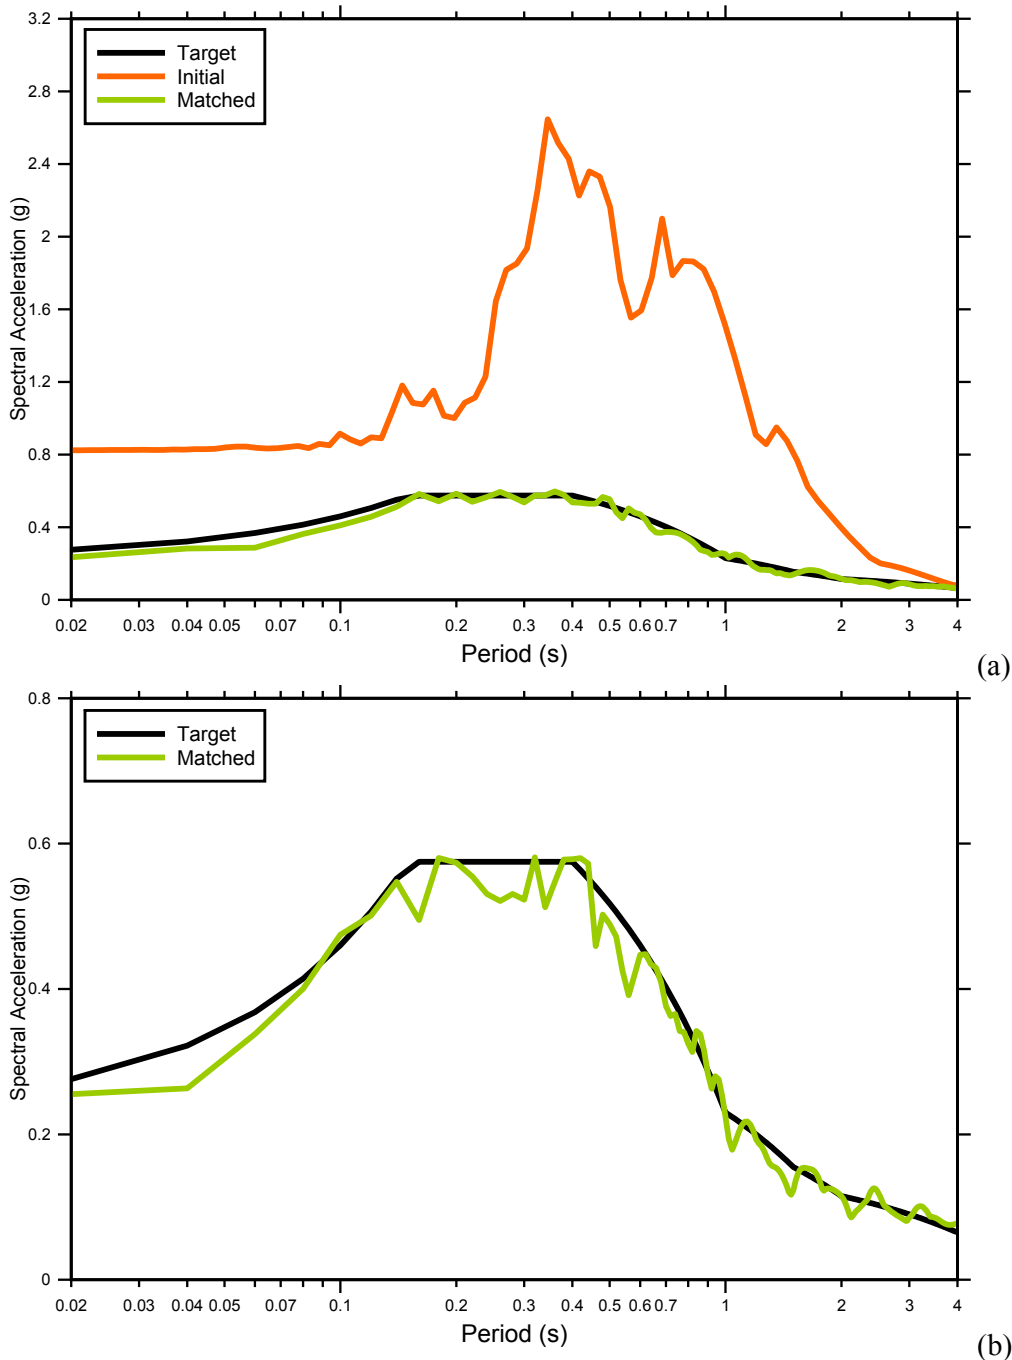 3.2
Target
Initial
Matched
2.8
2.4
2
1.6
1.2
0.8
0.4
0
Spectral Acceleration (g)
0.02 0.03 0.04 0.05 0.07 0.1 0.2 0.3 0.4 0.5 0.6 0.7 1 2 3 4
Period (s)
(a)
0.8
Target
Matched
0.6
0.4
0.2
0
Spectral Acceleration (g)
0.02 0.03 0.04 0.05 0.07 0.1 0.2 0.3 0.4 0.5 0.6 0.7 1 2 3 4
Period (s)
(b)